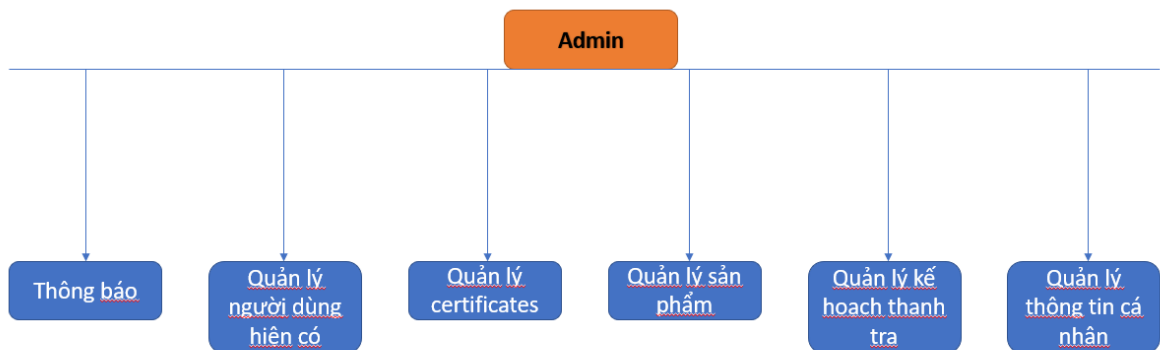 Admin
Thông báo
Quản lý
người dùng
hiện có
Quản lý
certificates
Quản lý sản
phẩm
Quản lý kế
hoach thanh
tra
Quản lý
thông tin cá
nhân